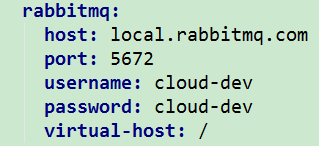 rabbitmq:
  host: local.rabbitmq.com
  port: 5672
  username: cloud-dev
  password: cloud-dev
  virtual-host: /